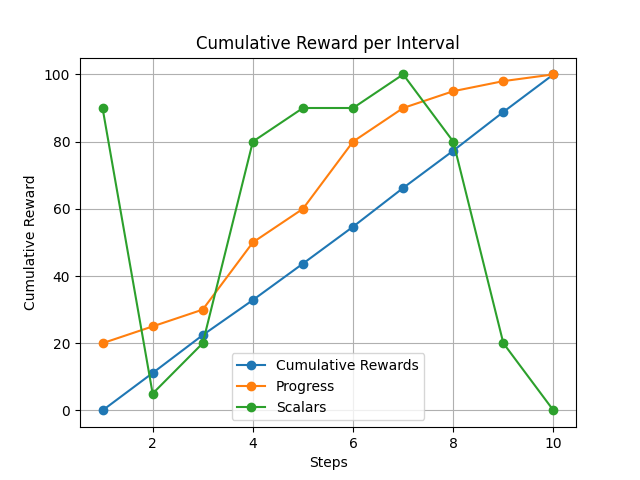 Cumulative Reward per Interval
Cumulative Reward
100
80
60
40
20
0
Cumulative Rewards
Progress
Scalars
2 4 6 8 10
Steps